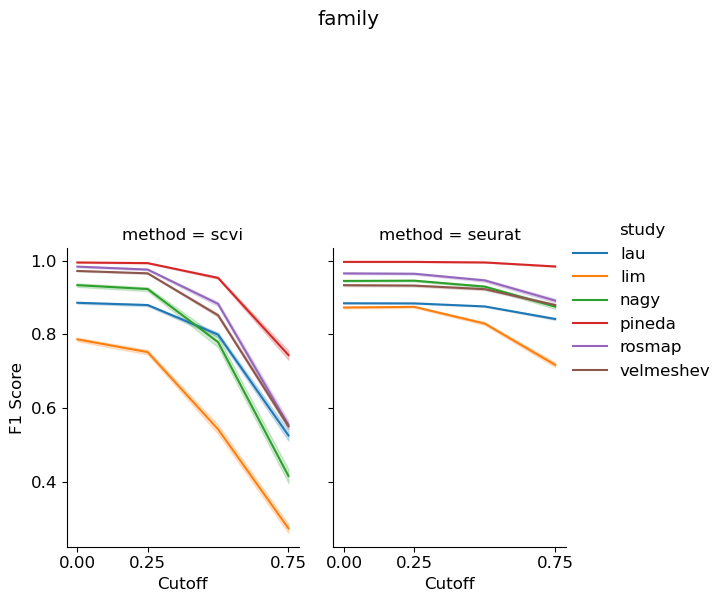 family
method = scvi
method = seurat
study
lau
lim
nagy
pineda
rosmap
velmeshev
F1 Score
1.0
0.8
0.6
0.4
0.00
0.25
0.75
0.00
0.25
0.75
Cutoff
Cutoff